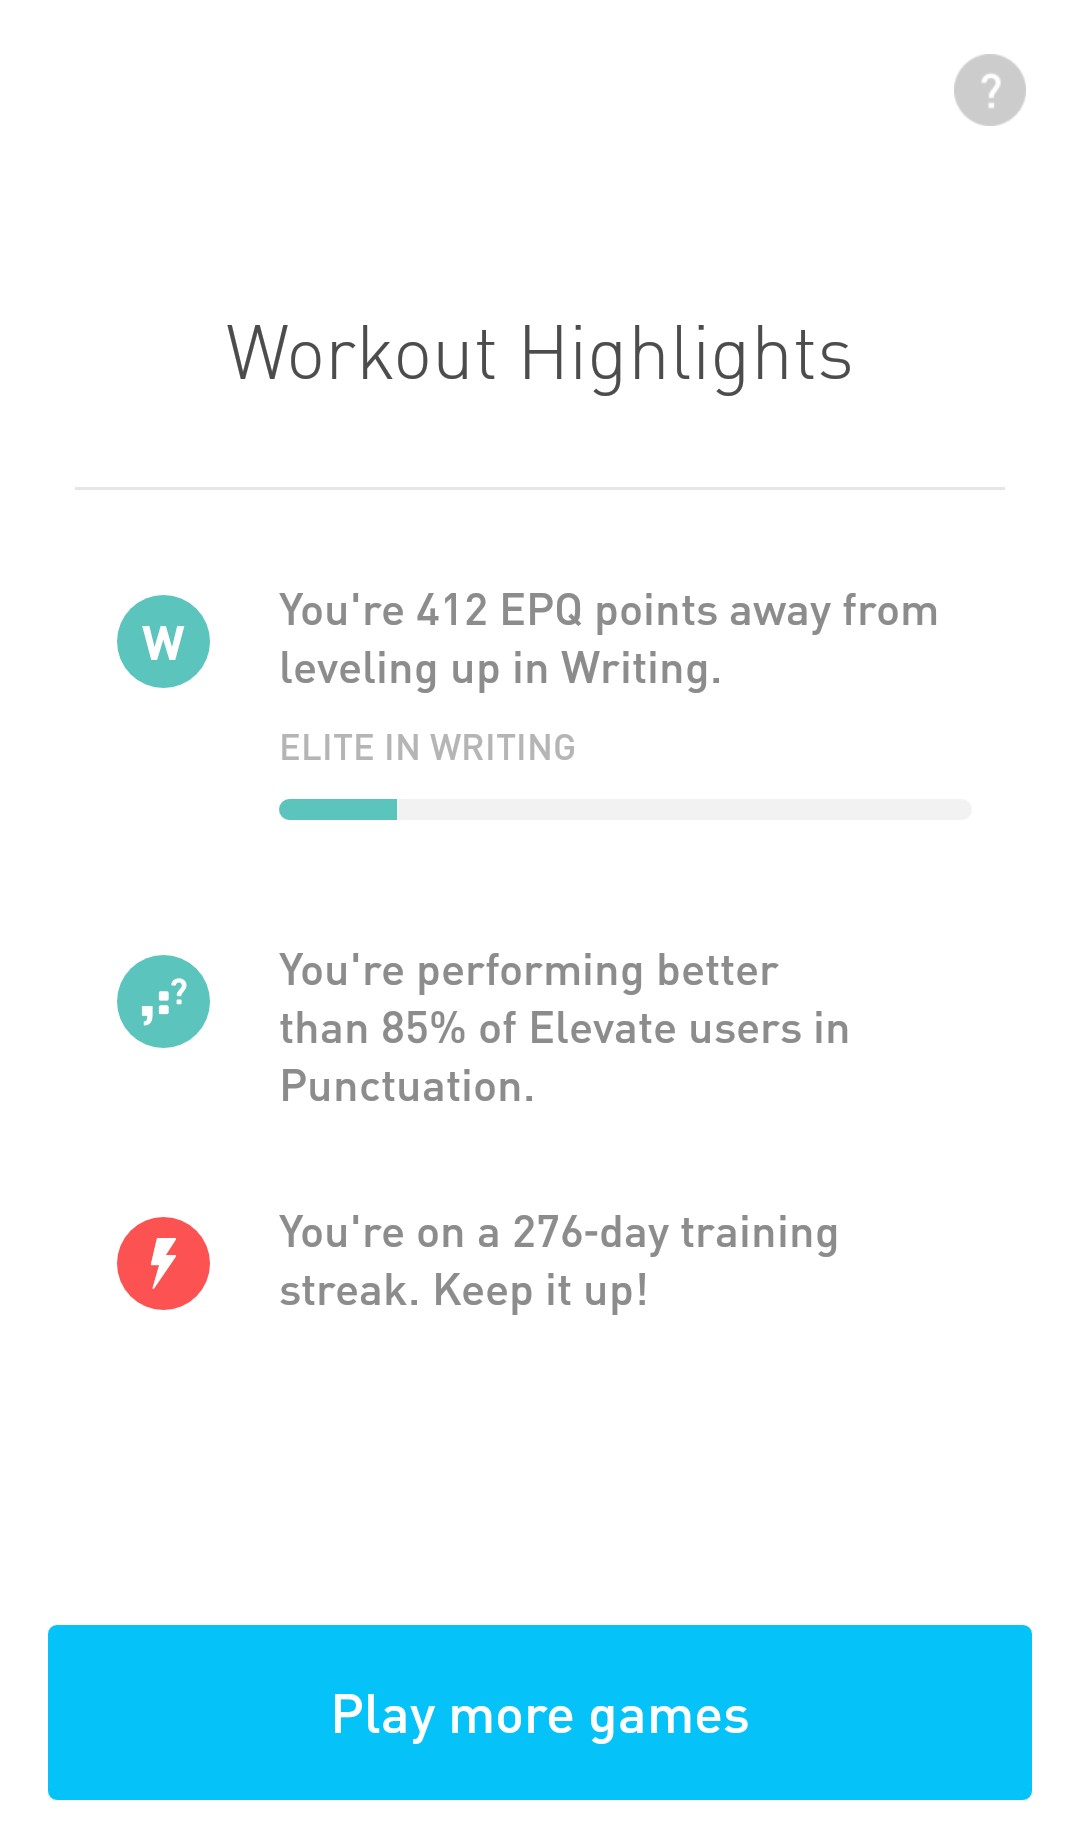 ?
Workout Highlights
W
You're 412 EPQ points away from
leveling up in Writing.
ELITE IN WRITING
,:?
You're performing better
than 85% of Elevate users in
Punctuation.
You're on a 276-day training
streak. Keep it up!
Play more games